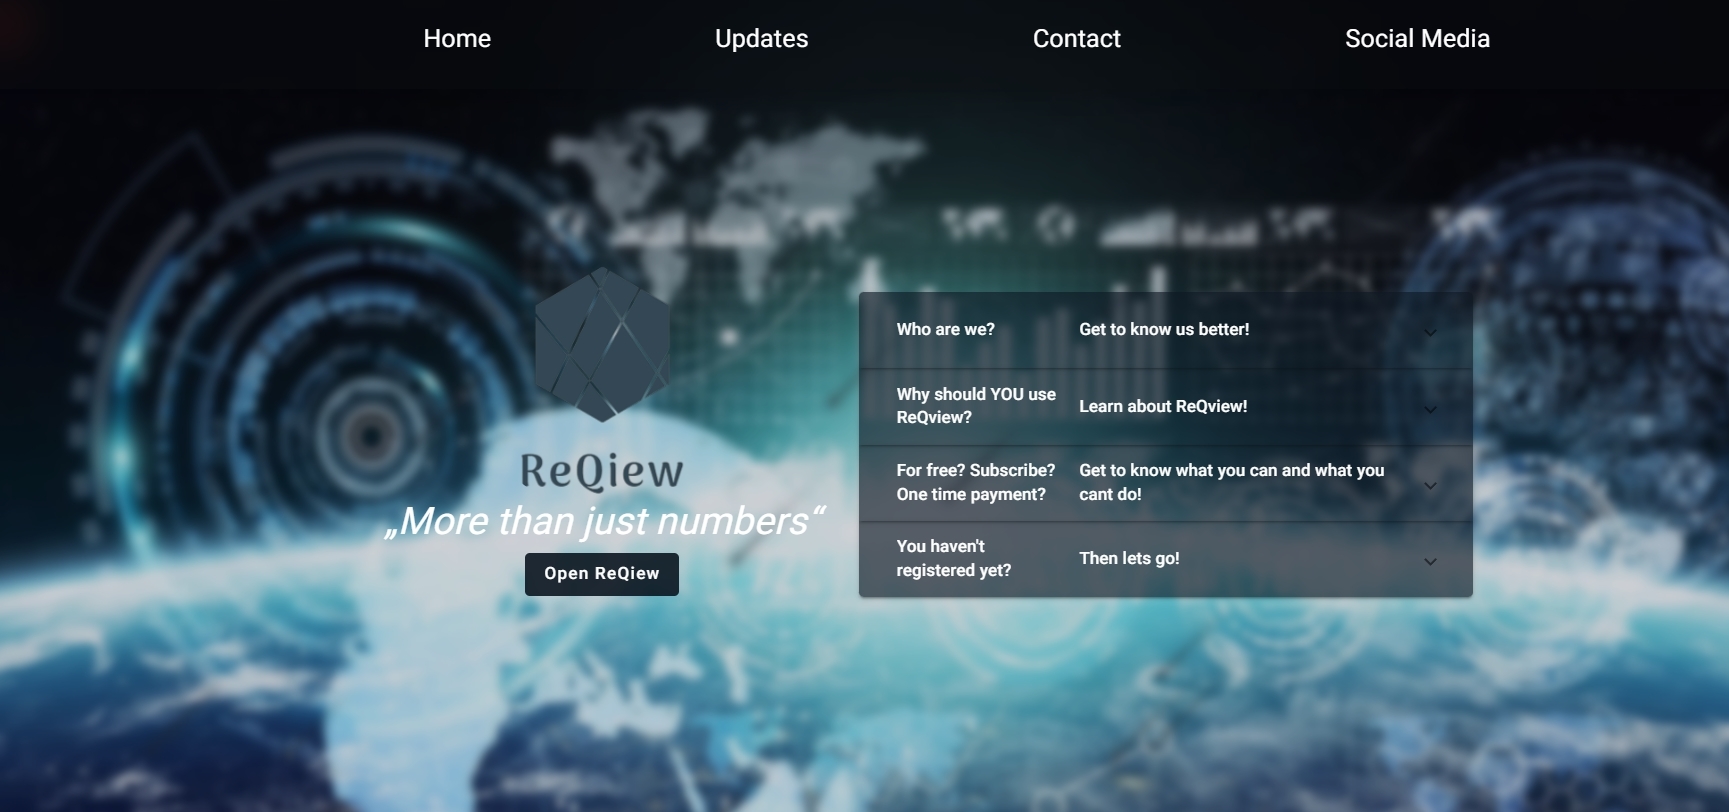 Home Updates Contact Social Media
Who are we? Get to know us better!
Why should YOU use
ReQview?
Learn about ReQview!
For free? Subscribe?
One time payment?
Get to know what you can and what you
cant do!
You haven't
registered yet?
Then lets go!
ReQiew
„More than just numbers“
Open ReQiew